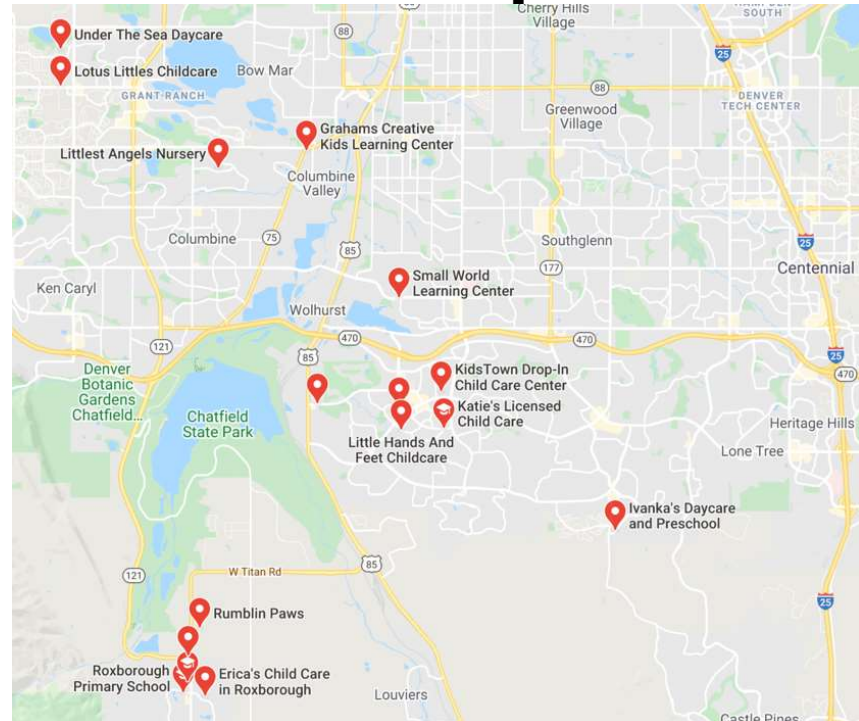 Cherry Hills
Village
HAMPDEN
SOUTH
88
25
Under The Sea Daycare
Lotus Littles Childcare
Bow Mar
88
GRANT RANCH
DENVER
TECH CENTER
Greenwood
Village
Grahams Creative
Kids Learning Center
Littlest Angels Nursery
Columbine
Valley
Columbine
75
85
Southglenn
25
177
Centennial
Small World
Learning Center
Ken Caryl
Wolhurst
121
470
470
85
25
470
Denver
Botanic
Gardens
Chatfield...
KidsTown Drop-In
Child Care Center
Chatfield
State Park
Katie's Licensed
Child Care
Little Hands And
Feet Childcare
Heritage Hills
Lone Tree
Ivanka's Daycare
and Preschool
85
121
W Titan Rd
25
Rumblin Paws
Roxborough
Primary School
Erica's Child Care
in Roxborough
Louviers
Castle Pines